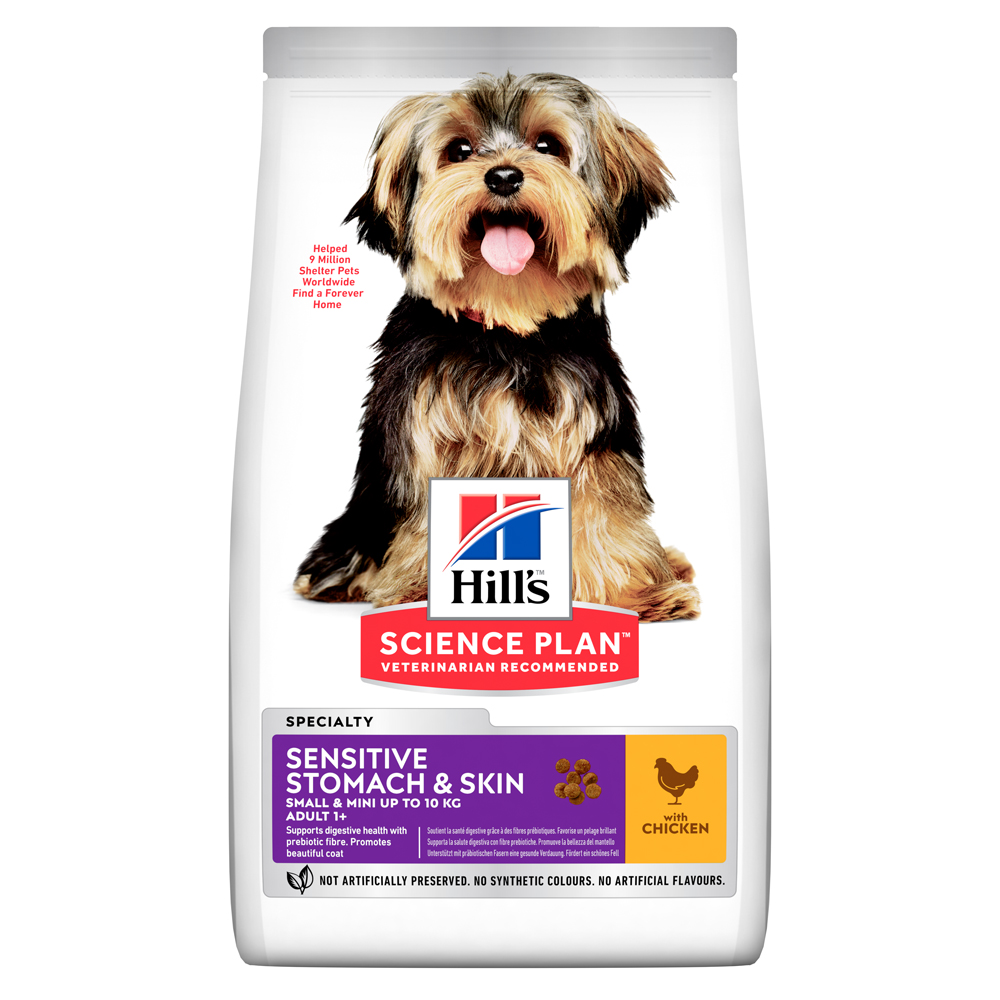 Helped
9 Million
Shelter Pets
Worldwide
Find a Forever
Home
Hill's™
SCIENCE PLAN™
VETERINARIAN RECOMMENDED
SPECIALTY
SENSITIVE
STOMACH & SKIN
SMALL & MINI UP TO 10 KG
ADULT 1+
Supports digestive health with
prebiotic fibre. Promotes
beautiful coat
Soutient la santé digestive grâce à des fibres prébiotiques. Favorise un pelage brillant
Supporta la salute digestiva con fibre prebiotiche. Promuove la bellezza del mantello
Unterstützt mit präbiotischen Fasern eine gesunde Verdauung. Fördert ein schönes Fell
with
CHICKEN
NOT ARTIFICIALLY PRESERVED. NO SYNTHETIC COLOURS. NO ARTIFICIAL FLAVOURS.